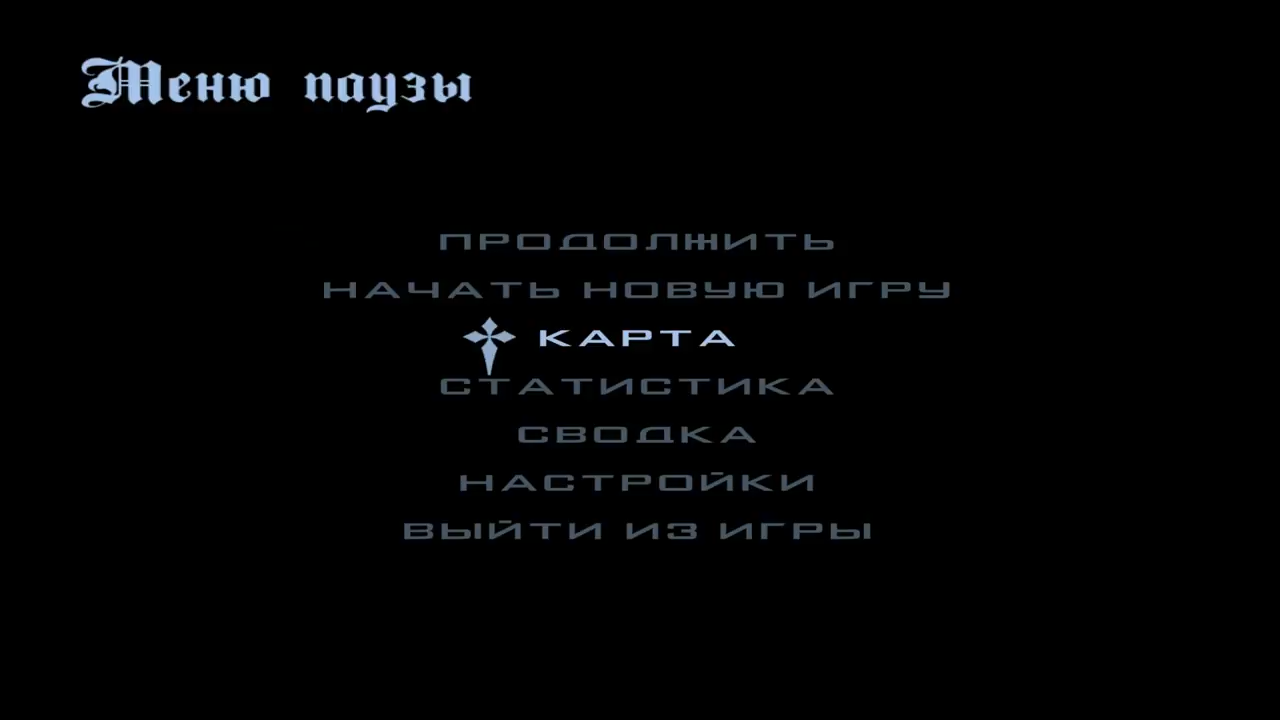 Меню паузы
ПРОДОЛЖИТЬ
НАЧАТЬ НОВУЮ ИГРУ
КАРТА
СТАТИСТИКА
СВОДКА
НАСТРОЙКИ
ВЫЙТИ ИЗ ИГРЫ